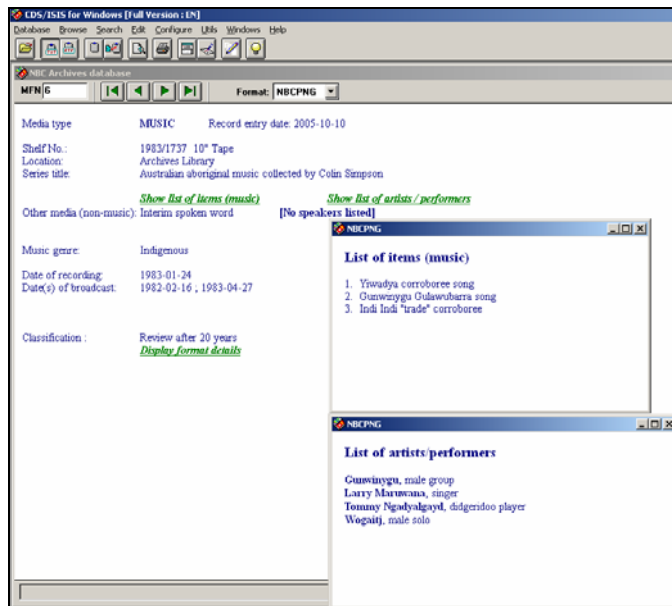 CDS/ISIS for Windows [Full Version : EN]
Database Browse Search Edit Configure Utils Windows Help
NBC Archives database
MFN 6 Format: NBCPNG
Media type MUSIC Record entry date: 2005-10-10
Shelf No.: 1983/1737 10" Tape
Location: Archives Library
Series title: Australian aboriginal music collected by Colin Simpson
Show list of items (music) Show list of artists / performers
Other media (non-music): Interim spoken word [No speakers listed]
Music genre: Indigenous
Date of recording: 1983-01-24
Date(s) of broadcast: 1982-02-16 ; 1983-04-27
Classification : Review after 20 years
Display format details
NBCPNG
List of items (music)
1. Yiwadya corroboree song
2. Gunwinygu Gulawubarra song
3. Indi Indi "trade" corroboree
NBCPNG
List of artists/performers
Gunwinygu, male group
Larry Maruwana, singer
Tommy Ngadyalgayd, didgeridoo player
Wogaitj, male solo